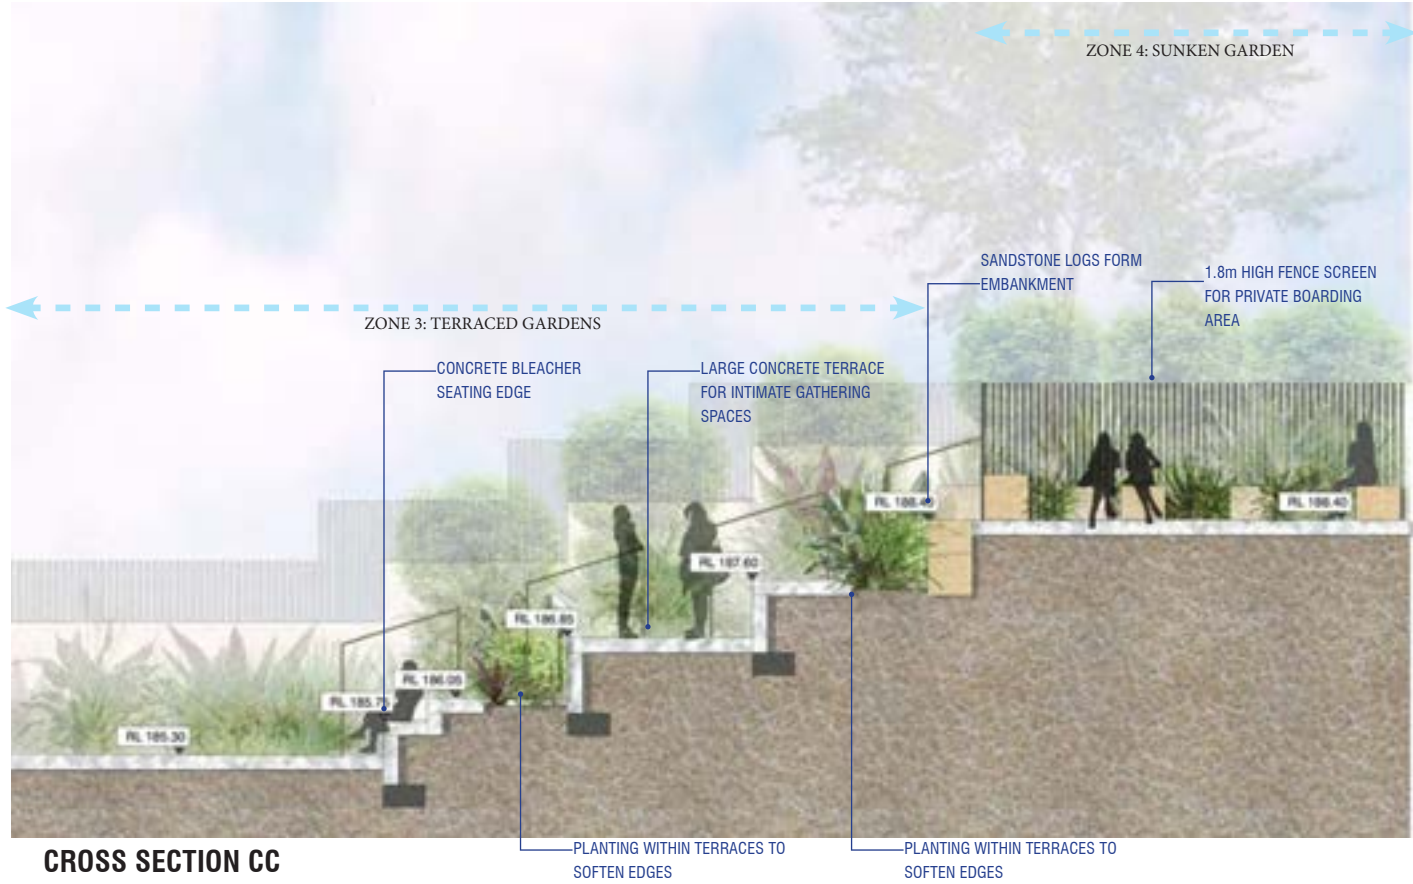 ZONE 4: SUNKEN GARDEN
SANDSTONE LOGS FORM
EMBANKMENT
1.8m HIGH FENCE SCREEN
FOR PRIVATE BOARDING
AREA
ZONE 3: TERRACED GARDENS
CONCRETE BLEACHER
SEATING EDGE
LARGE CONCRETE TERRACE
FOR INTIMATE GATHERING
SPACES
RL 188.40
RL 187.60
RL 186.85
RL 186.05
RL 185.30
PLANTING WITHIN TERRACES TO
SOFTEN EDGES
PLANTING WITHIN TERRACES TO
SOFTEN EDGES
CROSS SECTION CC